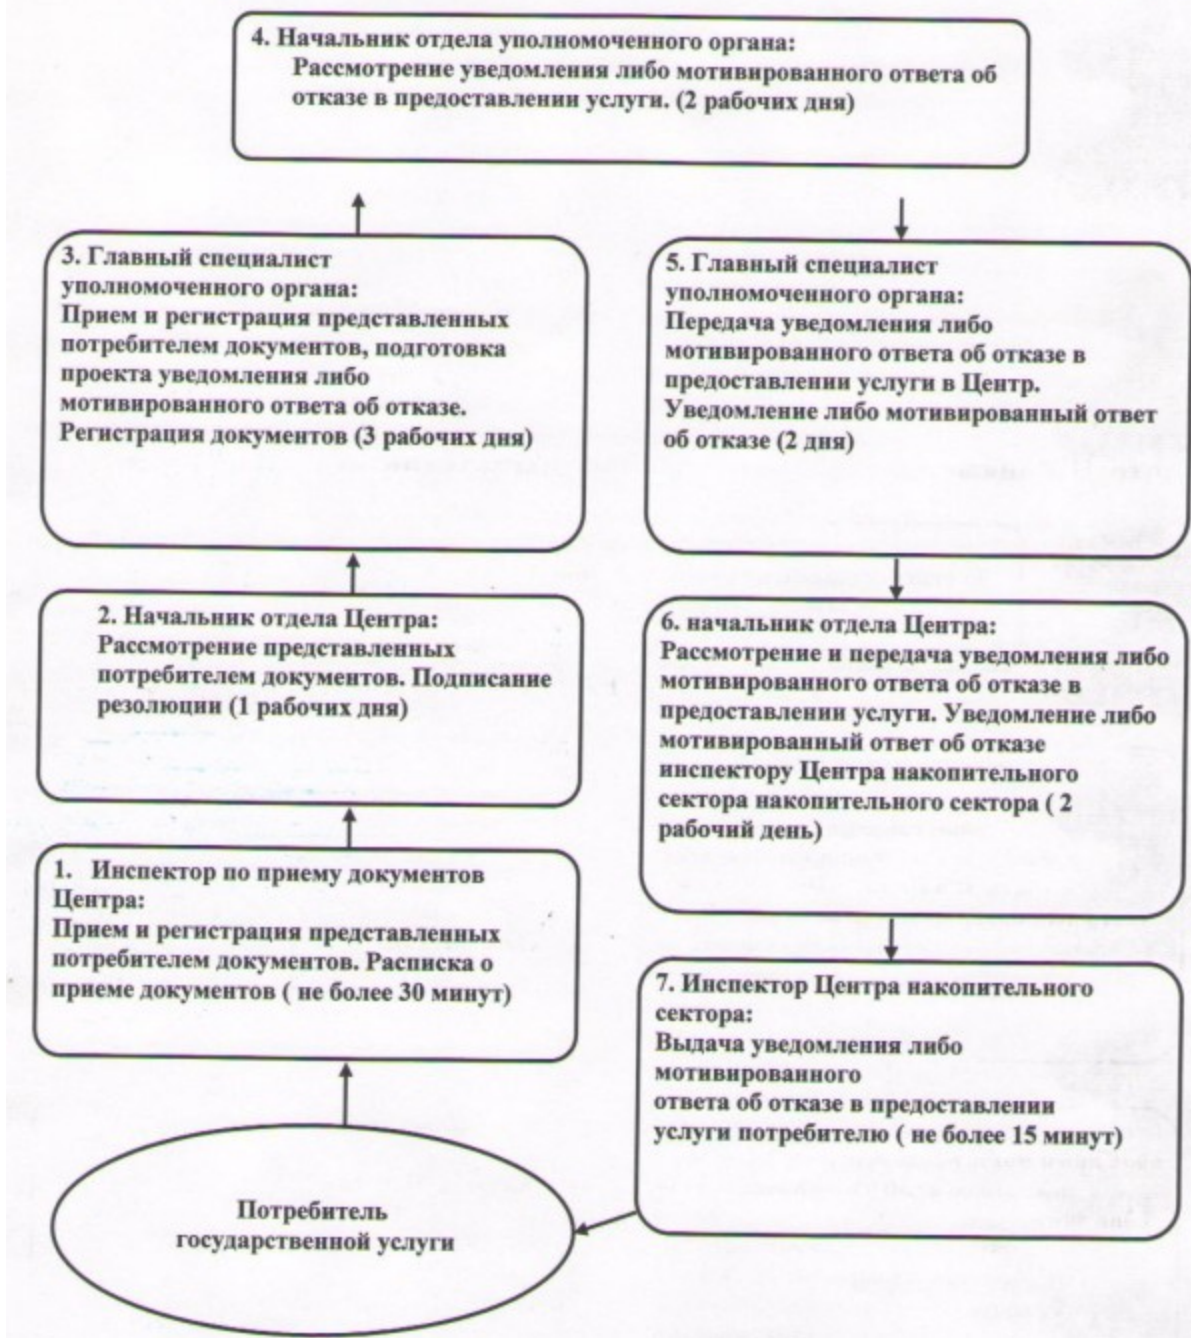 4. Начальник отдела уполномоченного органа:
Рассмотрение уведомления либо мотивированного ответа об
отказе в предоставлении услуги. (2 рабочих дня)
3. Главный специалист
уполномоченного органа:
Прием и регистрация представленных
потребителем документов, подготовка
проекта уведомления либо
мотивированного ответа об отказе.
Регистрация документов (3 рабочих дня)
5. Главный специалист
уполномоченного органа:
Передача уведомления либо
мотивированного ответа об отказе в
предоставлении услуги в Центр.
Уведомление либо мотивированный ответ
об отказе (2 дня)
2. Начальник отдела Центра:
Рассмотрение представленных
потребителем документов. Подписание
резолюции (1 рабочих дня)
6. начальник отдела Центра:
Рассмотрение и передача уведомления либо
мотивированного ответа об отказе в
предоставлении услуги. Уведомление либо
мотивированный ответ об отказе
инспектору Центра накопительного
сектора накопительного сектора ( 2
рабочий день)
1. Инспектор по приему документов
Центра:
Прием и регистрация представленных
потребителем документов. Расписка о
приеме документов ( не более 30 минут)
7. Инспектор Центра накопительного
сектора:
Выдача уведомления либо
мотивированного
ответа об отказе в предоставлении
услуги потребителю ( не более 15 минут)
Потребитель
государственной услуги